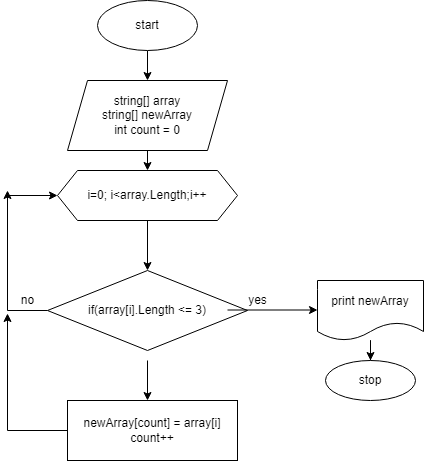 start
string[] array
string[] newArray
int count = 0
i=0; i<array.Length;i++
no
if(array[i].Length <= 3)
yes
print newArray
stop
newArray[count] = array[i]
count++